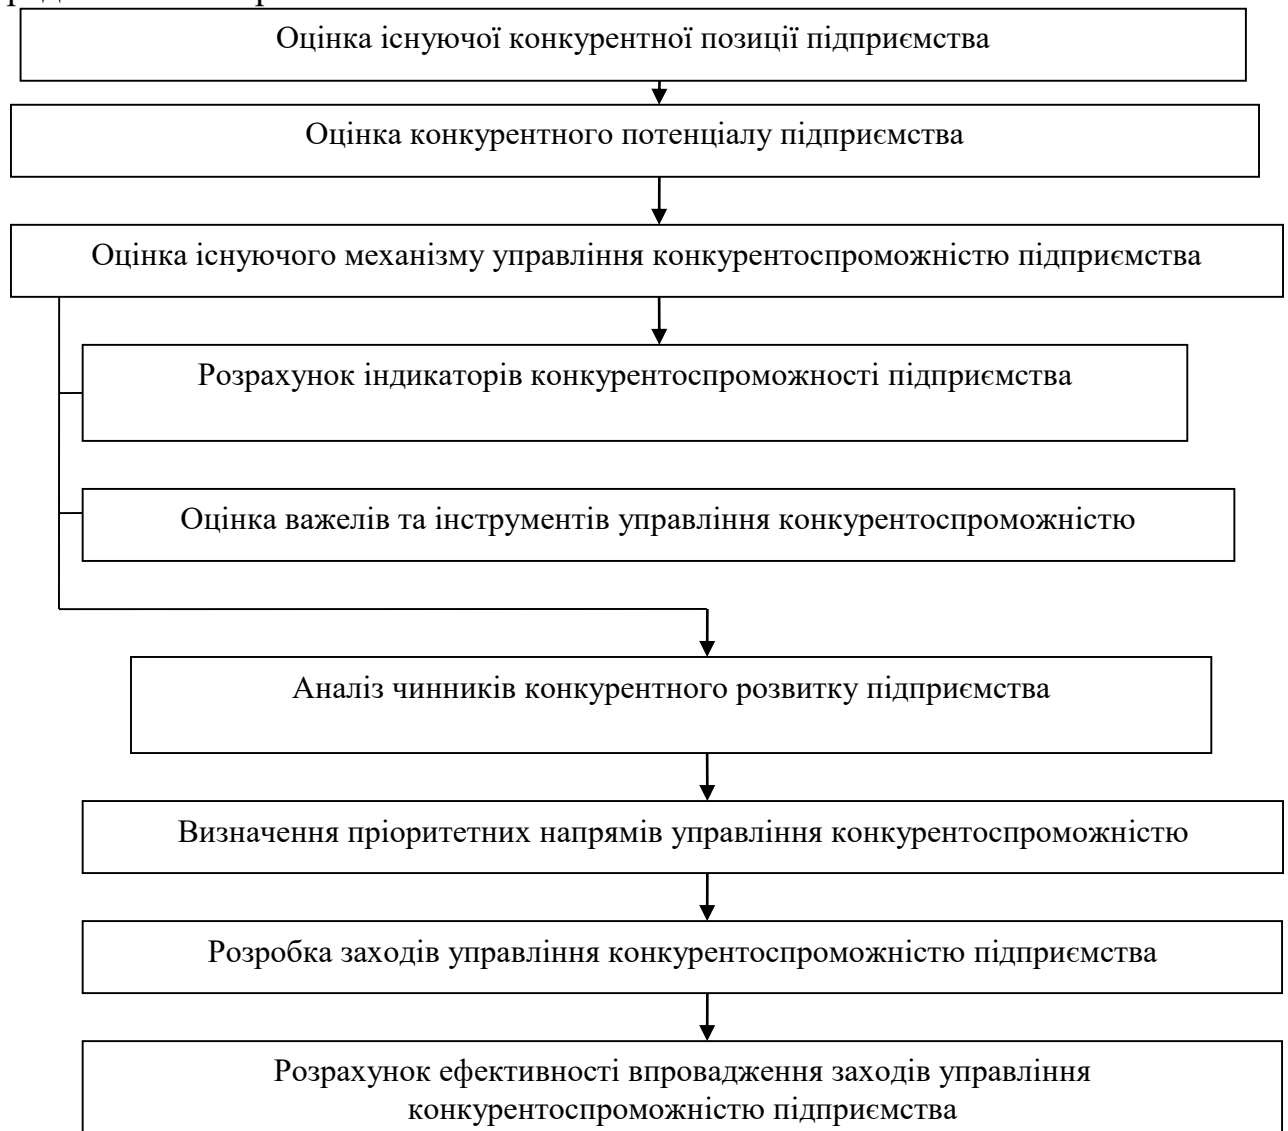 Оцінка існуючої конкурентної позиції підприємства
Оцінка конкурентного потенціалу підприємства
Оцінка існуючого механізму управління конкурентоспроможністю підприємства
Розрахунок індикаторів конкурентоспроможності підприємства
Оцінка важелів та інструментів управління конкурентоспроможністю
Аналіз чинників конкурентного розвитку підприємства
Визначення пріоритетних напрямів управління конкурентоспроможністю
Розробка заходів управління конкурентоспроможністю підприємства
Розрахунок ефективності впровадження заходів управління
конкурентоспроможністю підприємства